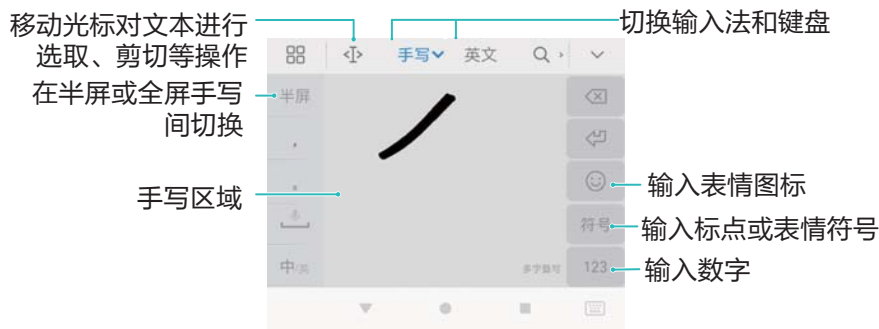 移动光标对文本进行
选取、剪切等操作
切换输入法和键盘
手写
英文
在半屏或全屏手写
间切换
半屏
，
.
手写区域
输入表情图标
符号
输入标点或表情符号
中/英
多字叠写
123
输入数字